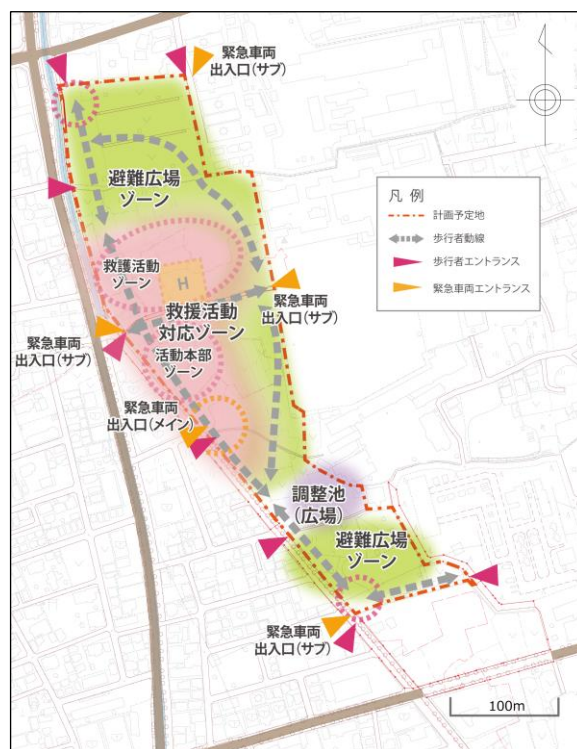 緊急車両
出入口(サブ)
避難広場
ゾーン
凡 例
計画予定地
歩行者動線
歩行者エントランス
緊急車両エントランス
救護活動
ゾーン
H
救援活動
対応ゾーン
緊急車両
出入口(サブ)
緊急車両
出入口(サブ)
活動本部
ゾーン
緊急車両
出入口(メイン)
調整池
(広場)
避難広場
ゾーン
緊急車両
出入口(サブ)
100m